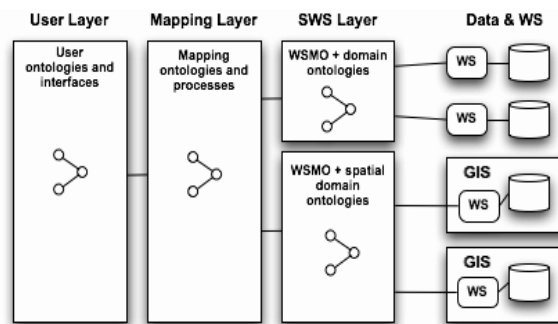 User Layer
Mapping Layer
SWS Layer
Data & WS
User
ontologies and
interfaces
Mapping
ontologies and
processes
WSMO + domain
ontologies
WS
WS
WSMO + spatial
domain
ontologies
GIS
WS
GIS
WS